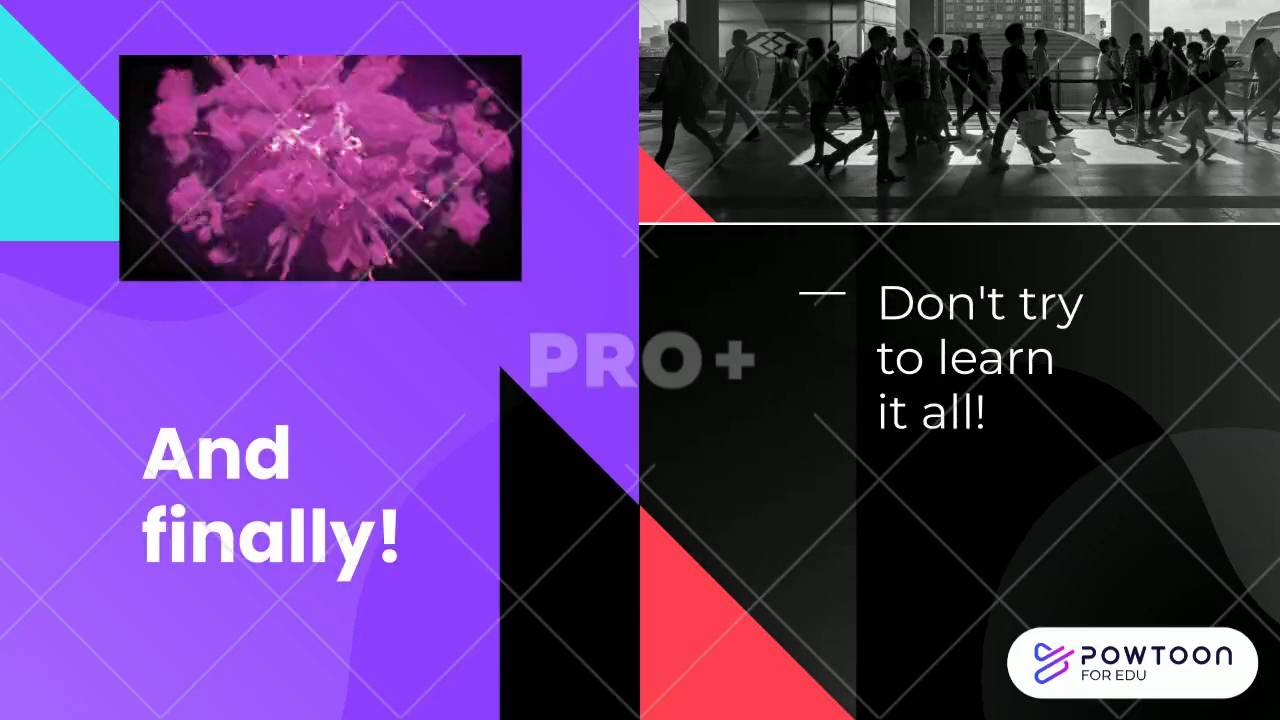 And
finally!
PRO+
Don't try
to learn
it all!
POWTOON
FOR EDU